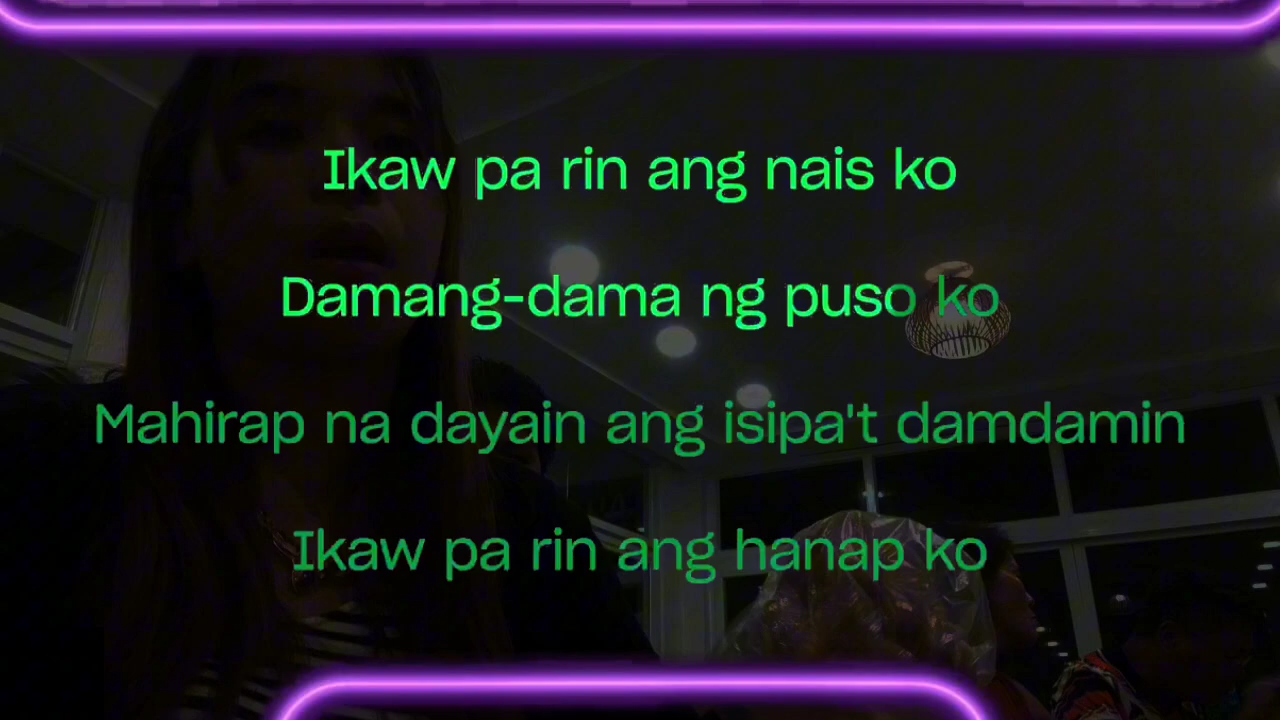 Ikaw pa rin ang nais ko
Damang-dama ng puso ko
Mahirap na dayain ang isipa't damdamin
Ikaw pa rin ang hanap ko